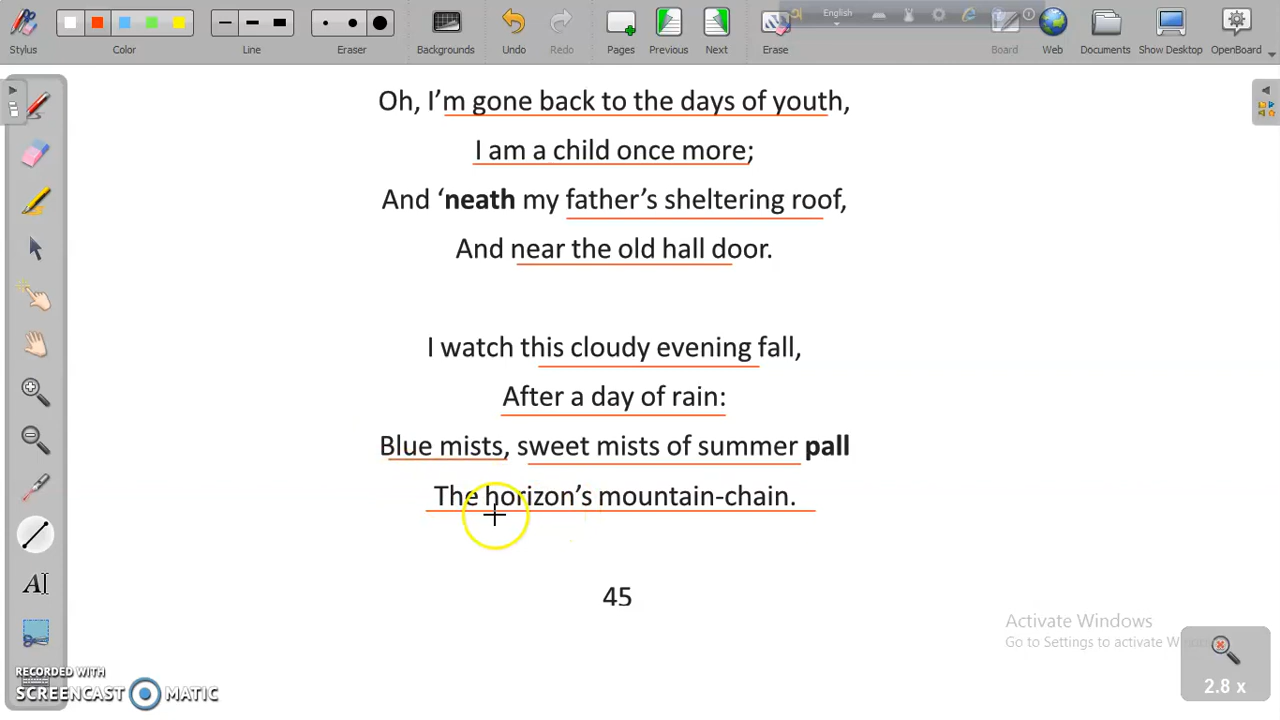 Stylus
Color
Line
Eraser
Backgrounds
Undo
Redo
Pages
Previous
Next
Erase
English
Board
Web
Documents
Show Desktop
OpenBoard
Oh, I’m gone back to the days of youth,
I am a child once more;
And ‘neath my father’s sheltering roof,
And near the old hall door.
I watch this cloudy evening fall,
After a day of rain:
Blue mists, sweet mists of summer pall
The horizon’s mountain-chain.
45
AI
Activate Windows
Go to Settings to activate
2.8 x
RECORDED WITH
SCREENCAST MATIC